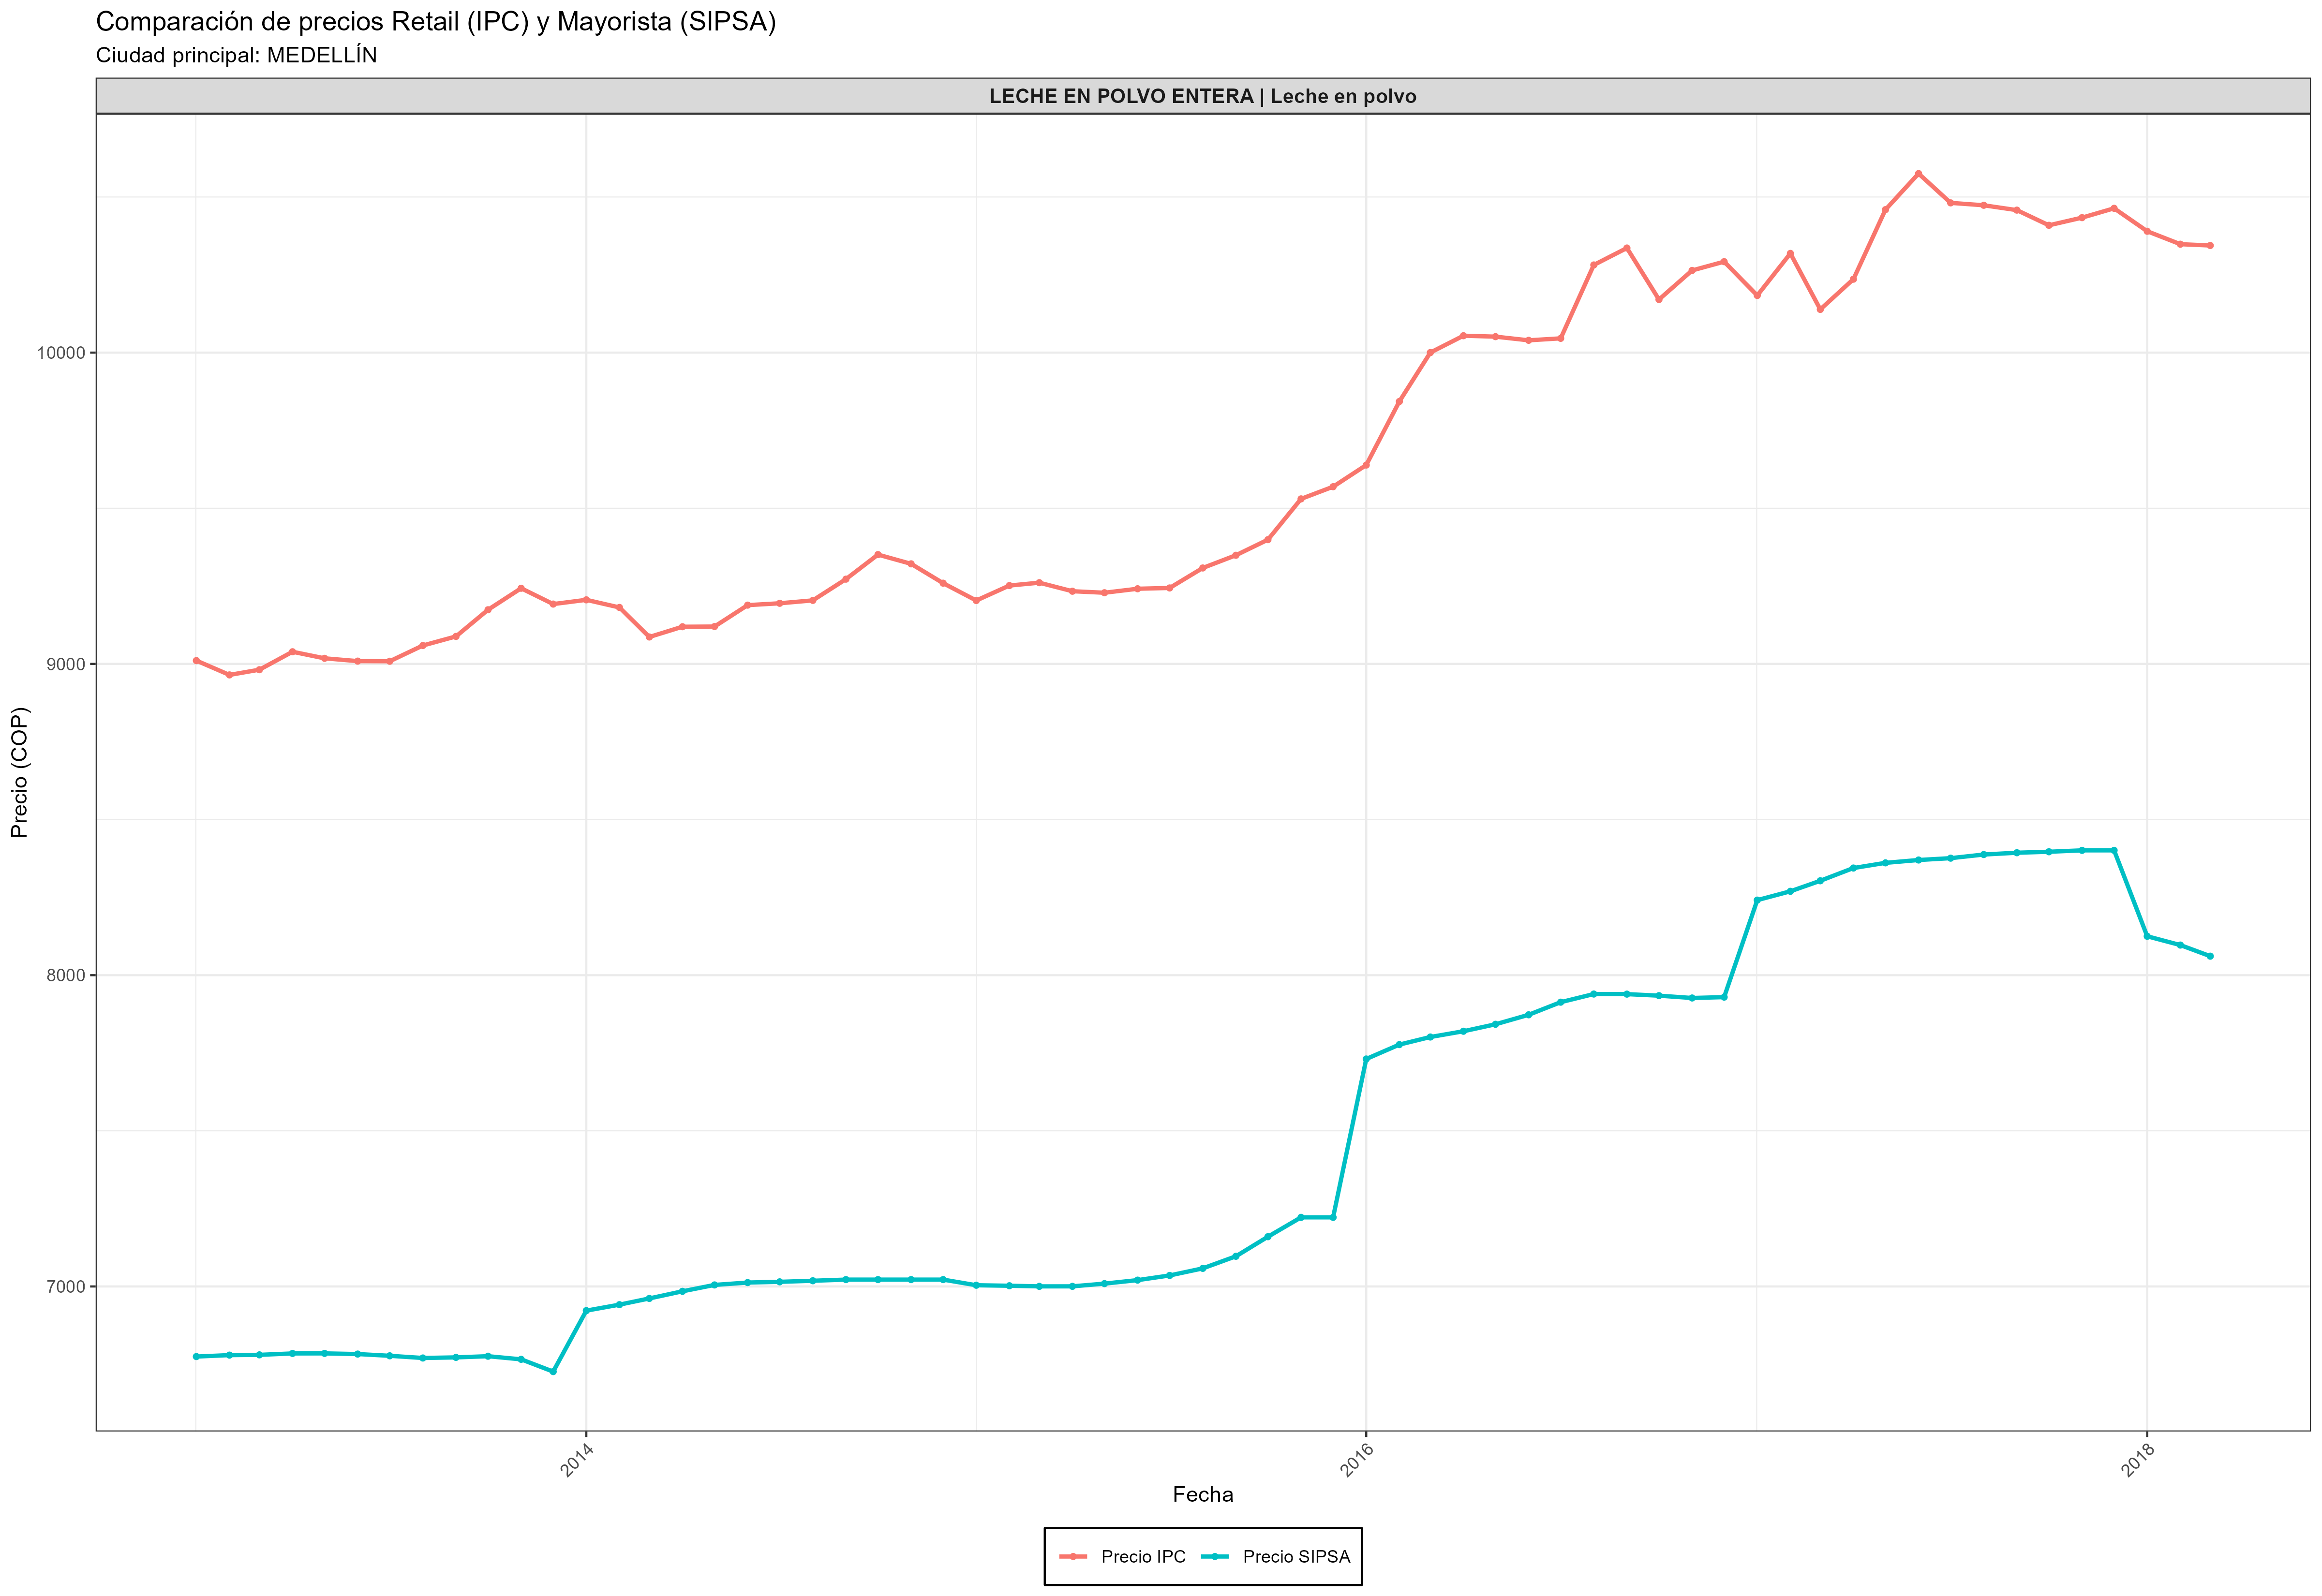 Comparación de precios Retail (IPC) y Mayorista (SIPSA)
Ciudad principal: MEDELLÍN
LECHE EN POLVO ENTERA | Leche en polvo
Precio (COP)
10000
9000
8000
7000
2014
2016
2018
Fecha
Precio IPC
Precio SIPSA